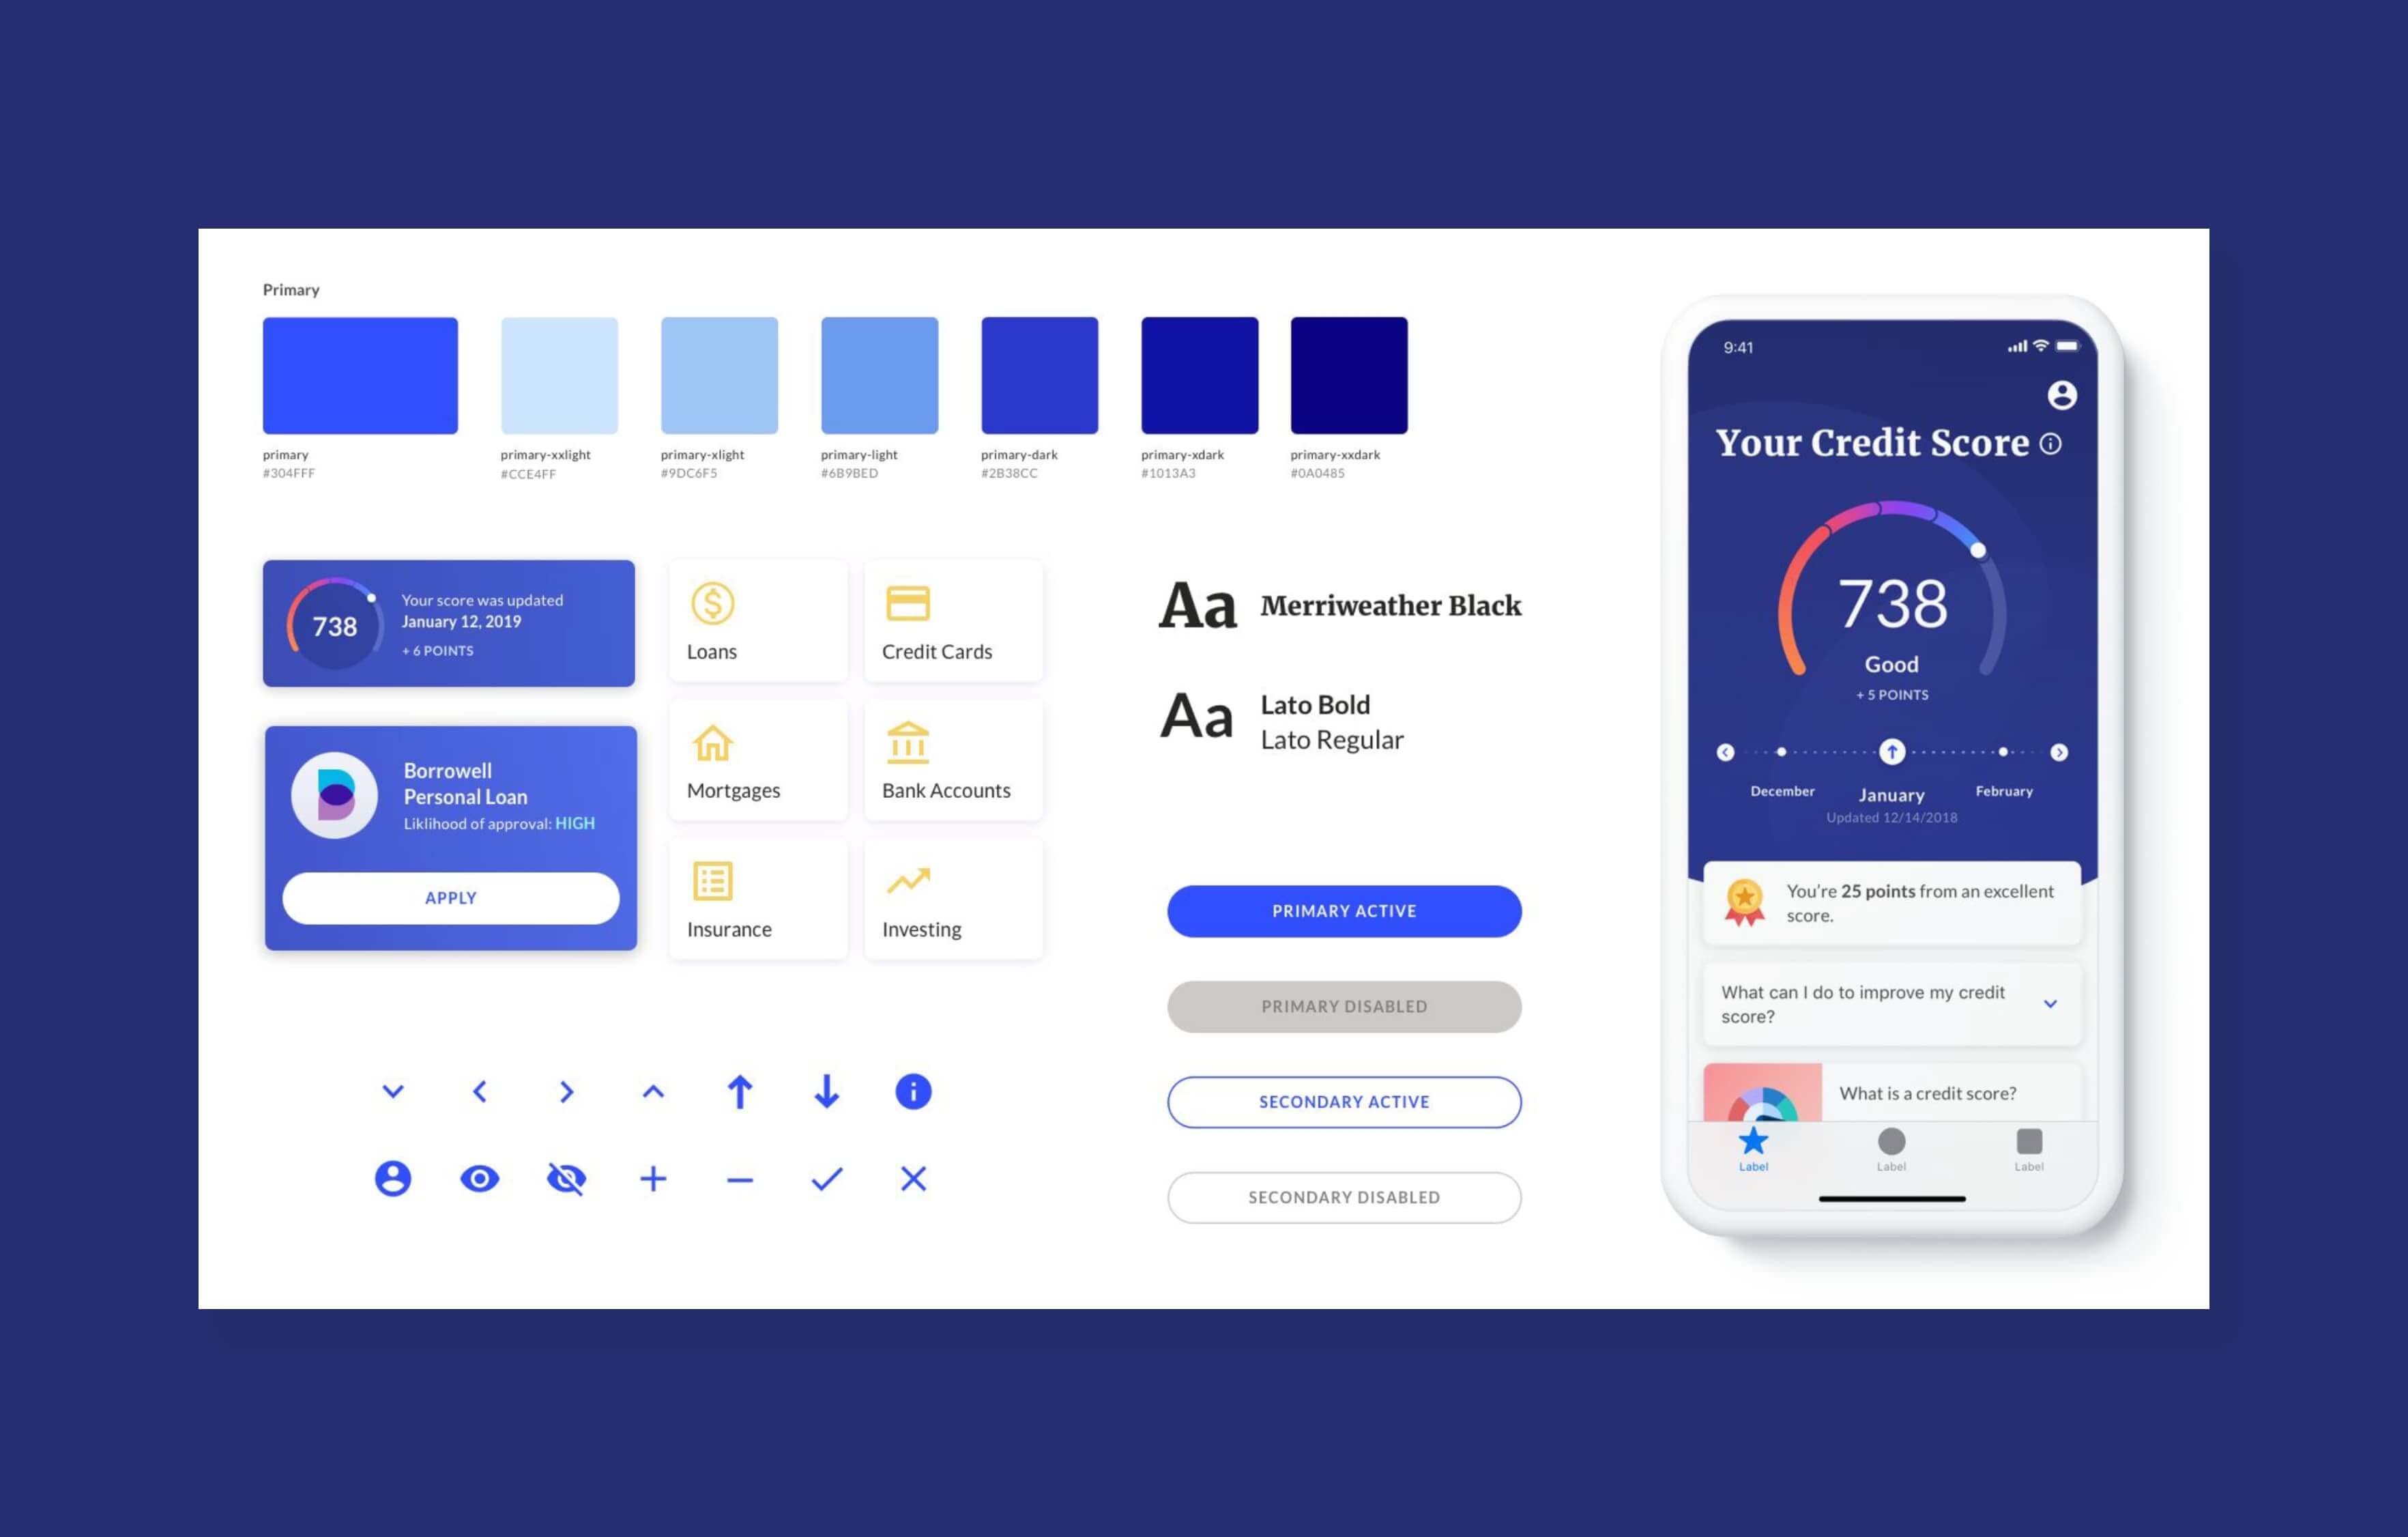 Primary
primary
#304FFF
primary-xxlight
#CCE4FF
primary-xlight
#9DC6F5
primary-light
#6B9BED
primary-dark
#2B38CC
primary-xdark
#1013A3
primary-xxdark
#0A0485
738
Your score was updated
January 12, 2019
+ 6 POINTS
Borrowell
Personal Loan
Liklihood of approval: HIGH
APPLY
Loans
Credit Cards
Mortgages
Bank Accounts
Insurance
Investing
Aa
Merriweather Black
Aa
Lato Bold
Lato Regular
PRIMARY ACTIVE
PRIMARY DISABLED
SECONDARY ACTIVE
SECONDARY DISABLED
9:41
Your Credit Score
738
Good
+ 5 POINTS
December
January
February
Updated 12/14/2018
You're 25 points from an excellent
score.
What can I do to improve my credit
score?
What is a credit score?
Label
Label
Label